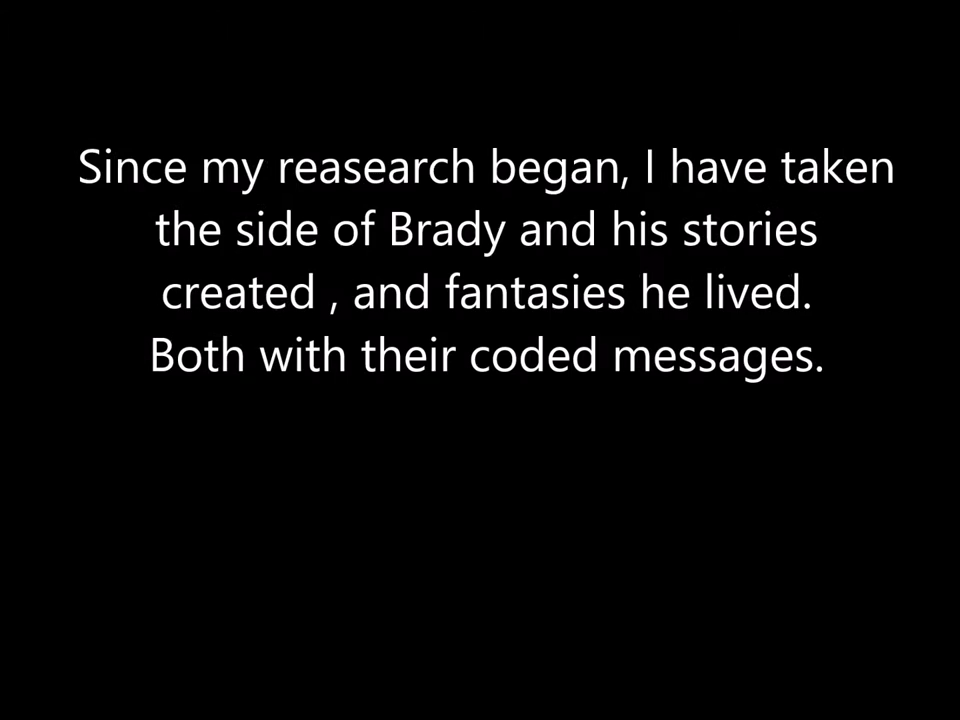 Since my reasearch began, I have taken
the side of Brady and his stories
created , and fantasies he lived.
Both with their coded messages.